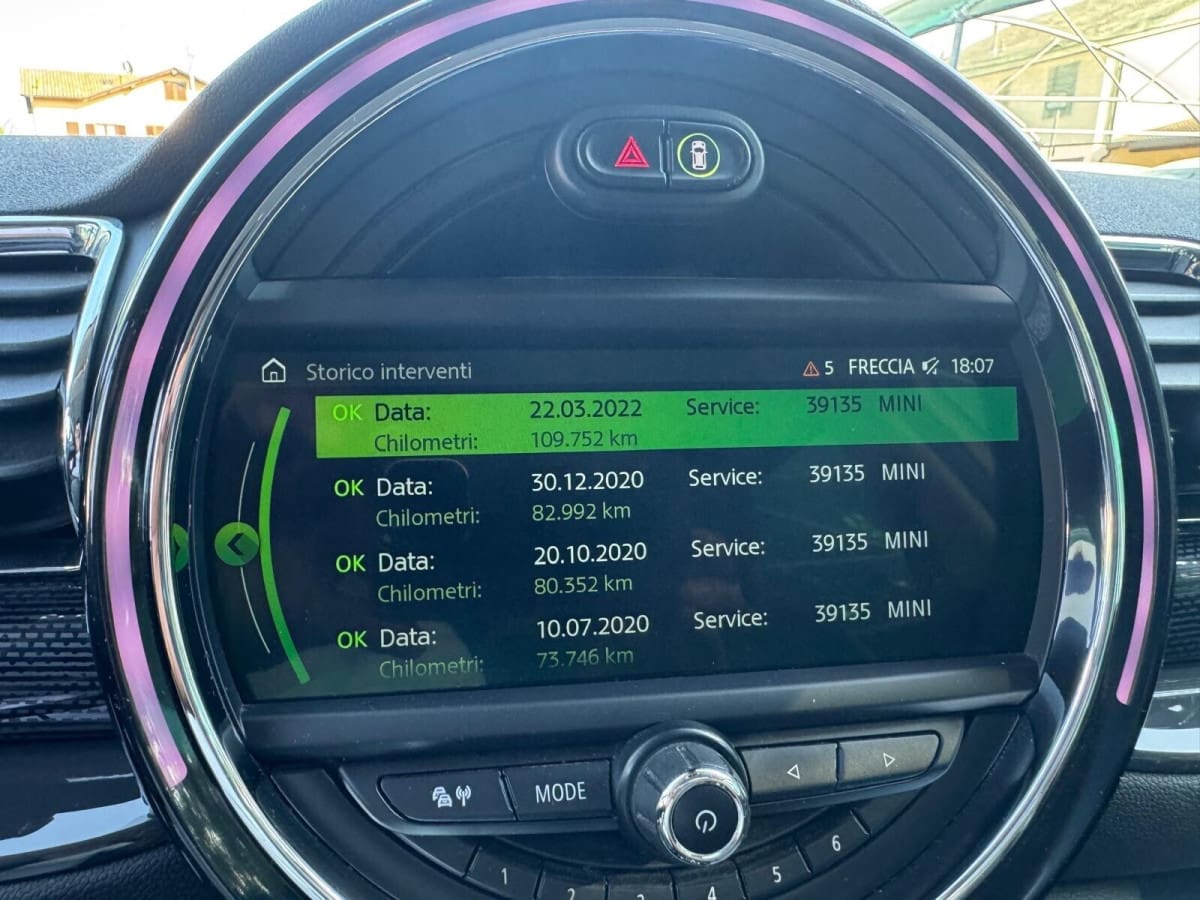 Storico interventi 5 FRECCIA 18:07
OK Data: 22.03.2022 Service: 39135 MINI
Chilometri: 109.752 km
OK Data: 30.12.2020 Service: 39135 MINI
Chilometri: 82.992 km
OK Data: 20.10.2020 Service: 39135 MINI
Chilometri: 80.352 km
OK Data: 10.07.2020 Service: 39135 MINI
Chilometri: 73.746 km
MODE
1 2 3 4 5 6